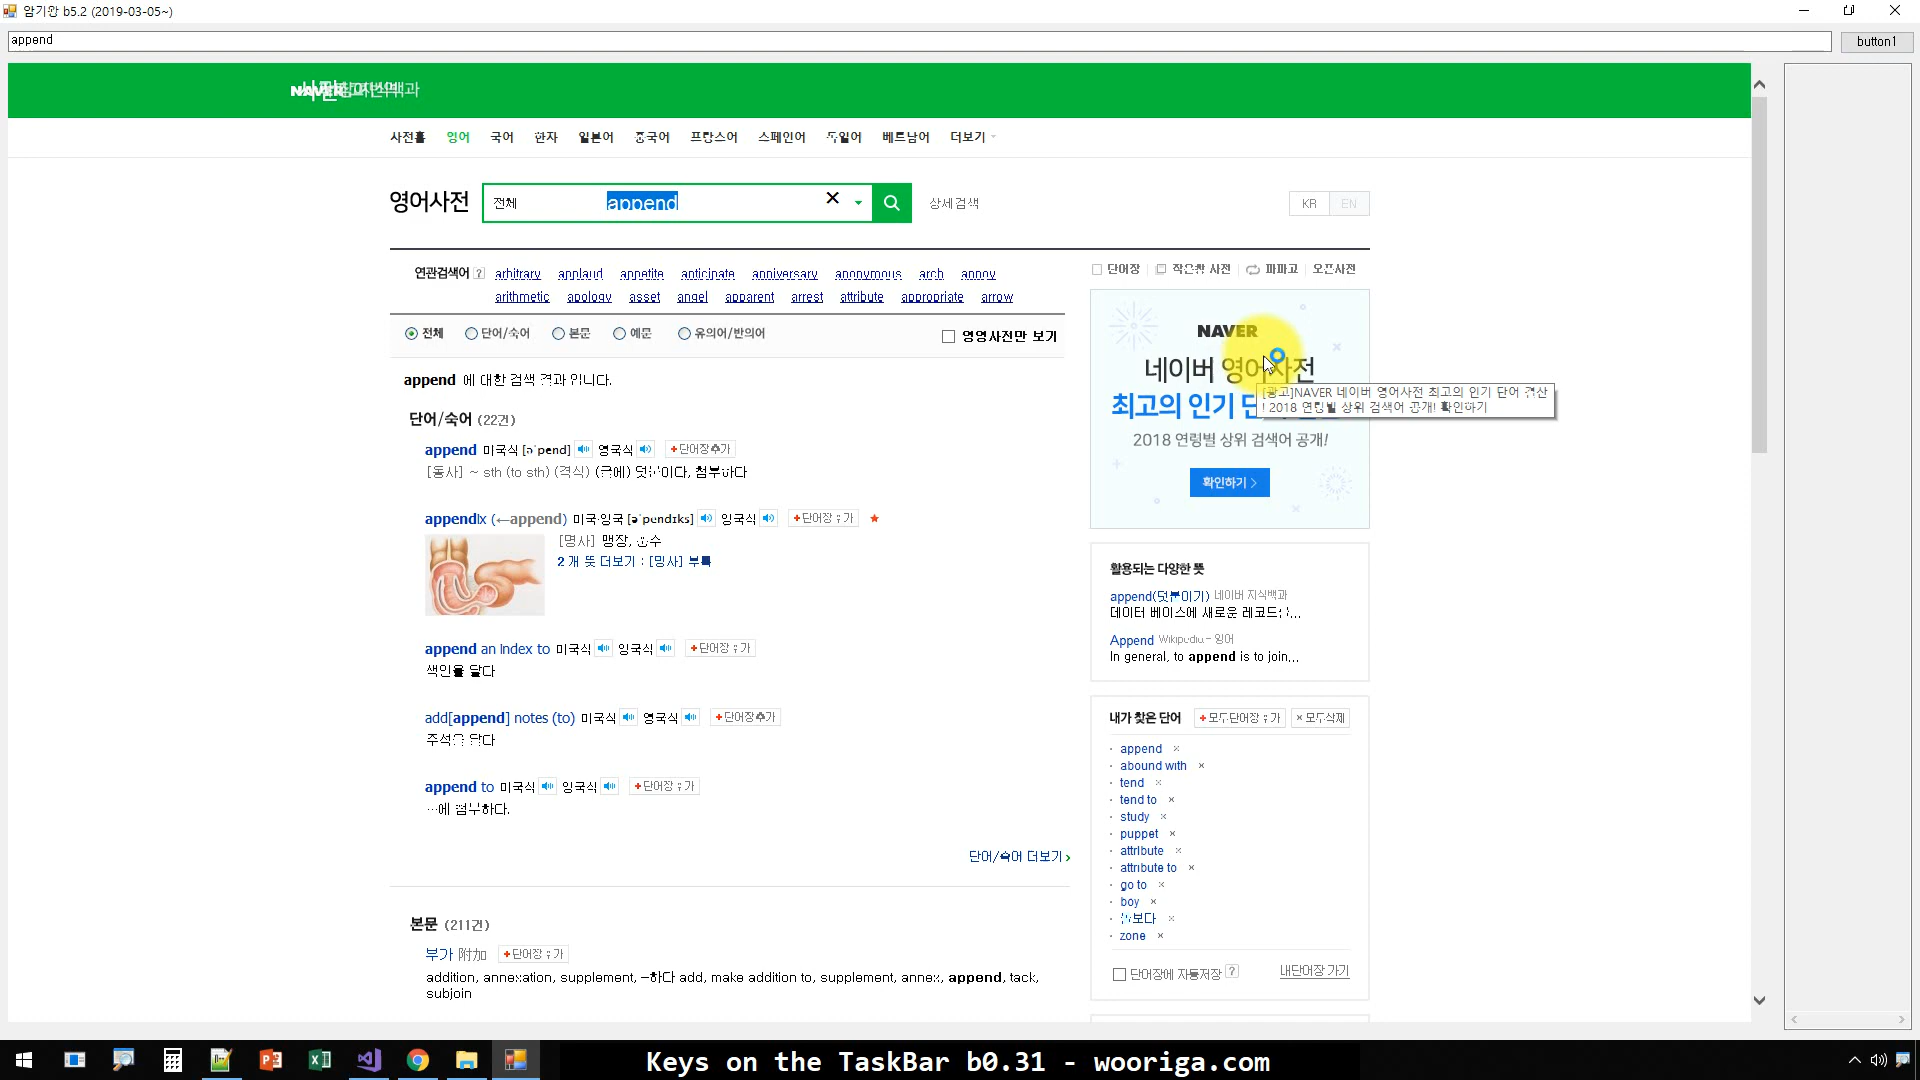 암기왕 b5.2 (2019-03-05~)
append
button1
사전홈 영어 국어 한자 일본어 중국어 프랑스어 스페인어 독일어 베트남어 더보기
영어사전 전체 append 상세검색 KR EN
연관검색어 ? arbitrary applaud appetite anticipate anniversary anonymous arch annoy
arithmetic apology asset angel apparent arrest attribute appropriate arrow
단어장 작은창 사전 파파고 오픈사전
전체 단어/숙어 본문 예문 유의어/반의어 영영사전만 보기
append 에 대한 검색 결과 입니다.
단어/숙어 (22건)
append 미국식 [ə'pend] 영국식 +단어장추가
[동사] ~ sth (to sth) (격식) (글에) 덧붙이다, 첨부하다
appendix (←append) 미국·영국 [ə'pendɪks] 영국식 +단어장추가
[명사] 맹장, 충수
2개 뜻 더보기 : [명사] 부록
append an index to 미국식 영국식 +단어장추가
색인을 달다
add[append] notes (to) 미국식 영국식 +단어장추가
주석을 달다
append to 미국식 영국식 +단어장추가
…에 첨부하다.
단어/숙어 더보기 ›
본문 (211건)
부가 附加 +단어장추가
addition, annexation, supplement, ―하다 add, make addition to, supplement, annex, append, tack,
subjoin
NAVER
네이버 영어사전
최고의 인기 단
[광고]NAVER 네이버 영어사전 최고의 인기 단어 결산
! 2018 연령별 상위 검색어 공개! 확인하기
2018 연령별 상위 검색어 공개!
확인하기 >
활용되는 다양한 뜻
append(덧붙이기) 네이버 지식백과
데이터 베이스에 새로운 레코드를...
Append Wikipedia - 영어
In general, to append is to join...
내가 찾은 단어 +모두단어장추가 ×모두삭제
· append ×
· abound with ×
· tend ×
· tend to ×
· study ×
· puppet ×
· attribute ×
· attribute to ×
· go to ×
· boy ×
· zone ×
단어장에 자동저장 ? 내단어장 가기
Keys on the TaskBar b0.31 - wooriga.com